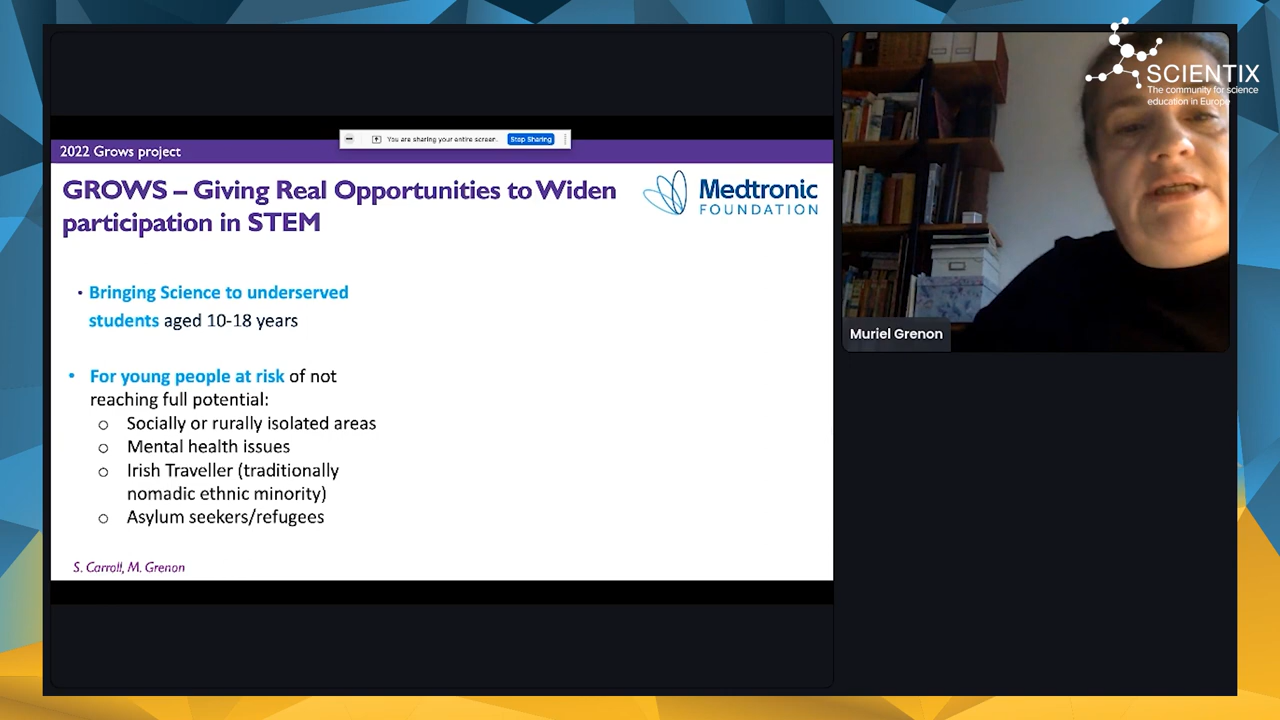 SCIENTIX
The community for science
education in Europe
You are sharing your entire screen.
Stop Sharing
2022 Grows project
GROWS – Giving Real Opportunities to Widen
participation in STEM
Medtronic
FOUNDATION
• Bringing Science to underserved
students aged 10-18 years
• For young people at risk of not
reaching full potential:
o Socially or rurally isolated areas
o Mental health issues
o Irish Traveller (traditionally
nomadic ethnic minority)
o Asylum seekers/refugees
S. Carroll, M. Grenon
Muriel Grenon